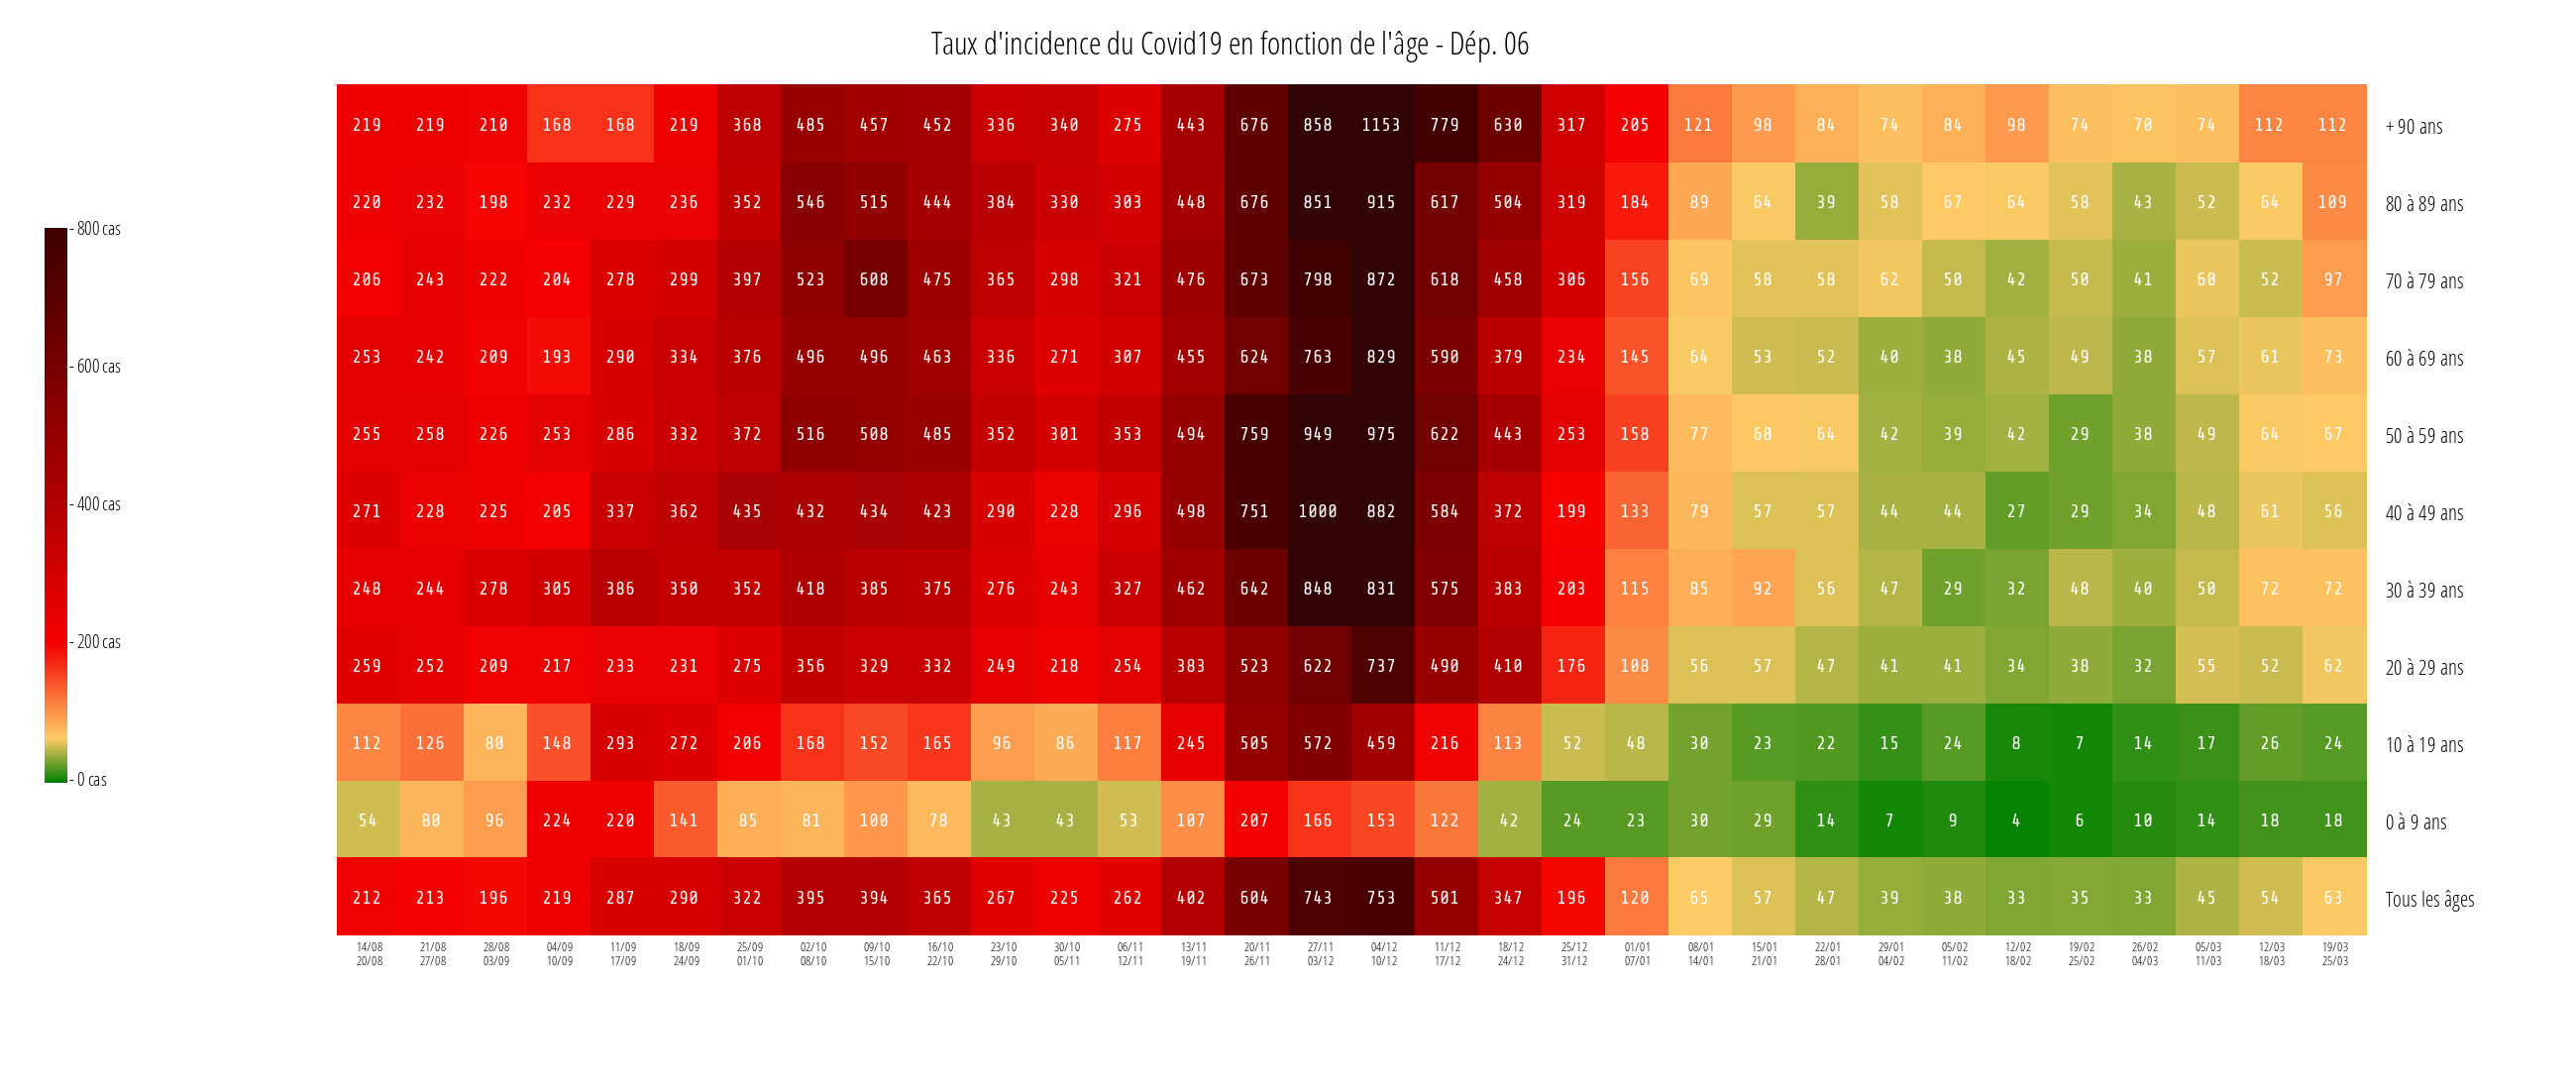 Taux d'incidence du Covid19 en fonction de l'âge - Dép. 06
219 219 210 168 168 219 368 485 457 452 336 340 275 443 676 858 1153 779 630 317 205 121 98 84 74 84 98 74 70 74 112 112 + 90 ans
220 232 198 232 229 236 352 546 515 444 384 330 303 448 676 851 915 617 504 319 184 89 64 39 58 67 64 58 43 52 64 109 80 à 89 ans
- 800 cas
206 243 222 204 278 299 397 523 608 475 365 298 321 476 673 798 872 618 458 306 156 69 58 58 62 50 42 50 41 60 52 97 70 à 79 ans
253 242 209 193 290 334 376 496 496 463 336 271 307 455 624 763 829 590 379 234 145 64 53 52 40 38 45 49 38 57 61 73 60 à 69 ans
- 600 cas
255 258 226 253 286 332 372 516 508 485 352 301 353 494 759 949 975 622 443 253 158 77 68 64 42 39 42 29 38 49 64 67 50 à 59 ans
- 400 cas
271 228 225 205 337 362 435 432 434 423 290 228 296 498 751 1000 882 584 372 199 133 79 57 57 44 44 27 29 34 48 61 56 40 à 49 ans
248 244 278 305 386 350 352 418 385 375 276 243 327 462 642 848 831 575 383 203 115 85 92 56 47 29 32 48 40 50 72 72 30 à 39 ans
- 200 cas
259 252 209 217 233 231 275 356 329 332 249 218 254 383 523 622 737 490 410 176 108 56 57 47 41 41 34 38 32 55 52 62 20 à 29 ans
112 126 80 148 293 272 206 168 152 165 96 86 117 245 505 572 459 216 113 52 48 30 23 22 15 24 8 7 14 17 26 24 10 à 19 ans
- 0 cas
54 80 96 224 220 141 85 81 100 78 43 43 53 107 207 166 153 122 42 24 23 30 29 14 7 9 4 6 10 14 18 18 0 à 9 ans
212 213 196 219 287 290 322 395 394 365 267 225 262 402 604 743 753 501 347 196 120 65 57 47 39 38 33 35 33 45 54 63 Tous les âges
14/08 21/08 28/08 04/09 11/09 18/09 25/09 02/10 09/10 16/10 23/10 30/10 06/11 13/11 20/11 27/11 04/12 11/12 18/12 25/12 01/01 08/01 15/01 22/01 29/01 05/02 12/02 19/02 26/02 05/03 12/03 19/03
20/08 27/08 03/09 10/09 17/09 24/09 01/10 08/10 15/10 22/10 29/10 05/11 12/11 19/11 26/11 03/12 10/12 17/12 24/12 31/12 07/01 14/01 21/01 28/01 04/02 11/02 18/02 25/02 04/03 11/03 18/03 25/03